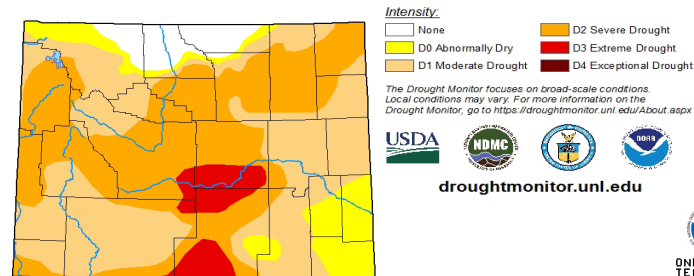 Intensity:
None
D0 Abnormally Dry
D1 Moderate Drought
D2 Severe Drought
D3 Extreme Drought
D4 Exceptional Drought
The Drought Monitor focuses on broad-scale conditions.
Local conditions may vary. For more information on the
Drought Monitor, go to https://droughtmonitor.unl.edu/About.aspx
USDA
NDMC
NOAA
droughtmonitor.unl.edu